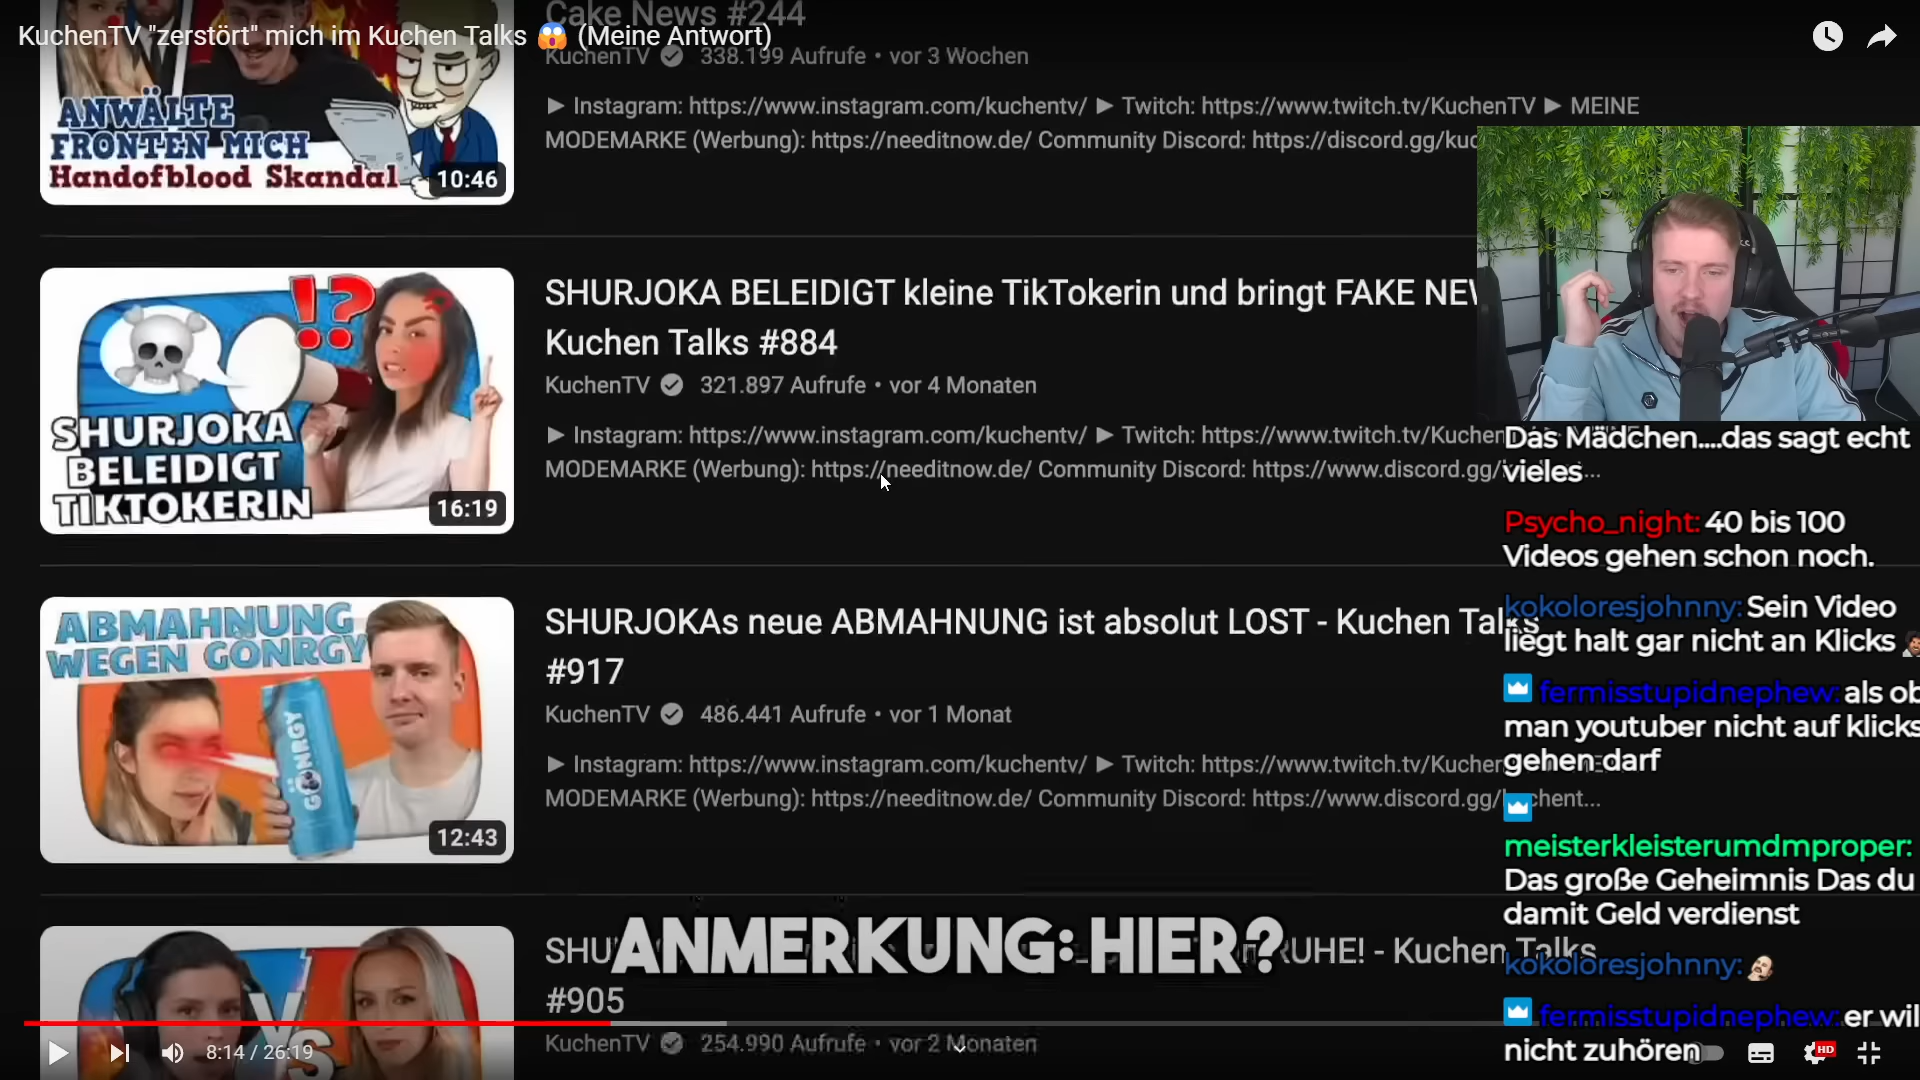 Cake News #244
KuchenTV "zerstört" mich im Kuchen Talks 😱 (Meine Antwort)
KuchenTV 338.199 Aufrufe • vor 3 Wochen
► Instagram: https://www.instagram.com/kuchentv/ ► Twitch: https://www.twitch.tv/KuchenTV ► MEINE
MODEMARKE (Werbung): https://needitnow.de/ Community Discord: https://discord.gg/kuc
ANWÄLTE
FRONTEN MICH
Handofblood Skandal
10:46
SHURJOKA BELEIDIGT kleine TikTokerin und bringt FAKE NEW
Kuchen Talks #884
KuchenTV 321.897 Aufrufe • vor 4 Monaten
► Instagram: https://www.instagram.com/kuchentv/ ► Twitch: https://www.twitch.tv/Kuchen
MODEMARKE (Werbung): https://needitnow.de/ Community Discord: https://www.discord.gg/
!?
SHURJOKA
BELEIDIGT
TIKTOKERIN
16:19
SHURJOKAs neue ABMAHNUNG ist absolut LOST - Kuchen Talks
#917
KuchenTV 486.441 Aufrufe • vor 1 Monat
► Instagram: https://www.instagram.com/kuchentv/ ► Twitch: https://www.twitch.tv/Kuchen
MODEMARKE (Werbung): https://needitnow.de/ Community Discord: https://www.discord.gg/kuchent...
ABMAHNUNG
WEGEN GÖNRGY
GÖNRGY
12:43
SHU
RUHE! - Kuchen Talks
#905
KuchenTV 254.990 Aufrufe • vor 2 Monaten
VS
ANMERKUNG: HIER?
Das Mädchen....das sagt echt
vieles
Psycho_night: 40 bis 100
Videos gehen schon noch.
kokoloresjohnny: Sein Video
liegt halt gar nicht an Klicks
fermisstupidnephew: als ob
man youtuber nicht auf klicks
gehen darf
meisterkleisterumdmproper:
Das große Geheimnis Das du
damit Geld verdienst
kokoloresjohnny:
fermisstupidnephew: er wil
nicht zuhören
8:14 / 26:19
HD